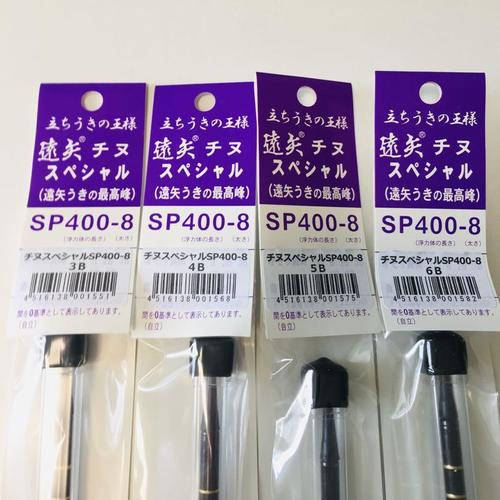 立ちうきの王様
遠矢® チヌ
スペシャル
(遠矢うきの最高峰)
SP400-8
(浮力体の長さ) (太さ)
チヌスペシャルSP400-8
3B
4516138001551
間を0基準として表示してあります。
(自立)
立ちうきの王様
遠矢® チヌ
スペシャル
(遠矢うきの最高峰)
SP400-8
(浮力体の長さ) (太さ)
チヌスペシャルSP400-8
4B
4516138001568
間を0基準として表示してあります。
(自立)
立ちうきの王様
遠矢® チヌ
スペシャル
(遠矢うきの最高峰)
SP400-8
(浮力体の長さ) (太さ)
チヌスペシャルSP400-8
5B
4516138001575
間を0基準として表示してあります。
(自立)
立ちうきの王様
遠矢® チヌ
スペシャル
(遠矢うきの最高峰)
SP400-8
(浮力体の長さ) (太さ)
チヌスペシャルSP400-8
6B
4516138001582
間を0基準として表示してあります。
(自立)